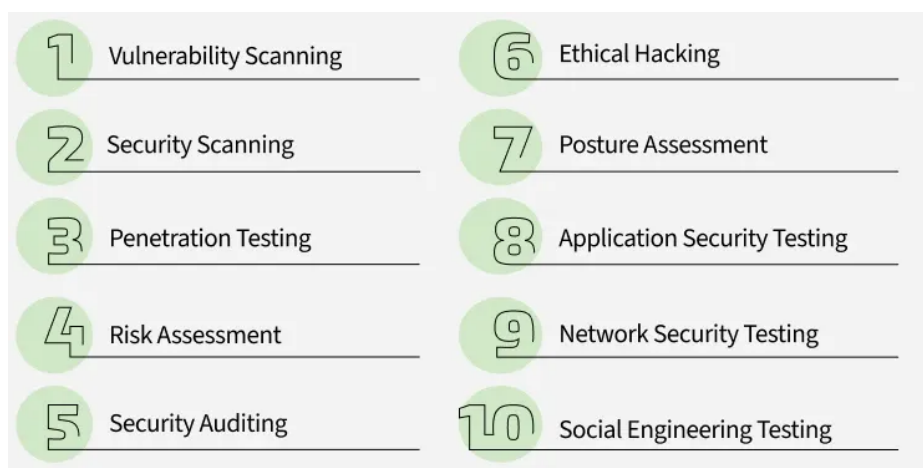 1 Vulnerability Scanning
2 Security Scanning
3 Penetration Testing
4 Risk Assessment
5 Security Auditing
6 Ethical Hacking
7 Posture Assessment
8 Application Security Testing
9 Network Security Testing
10 Social Engineering Testing